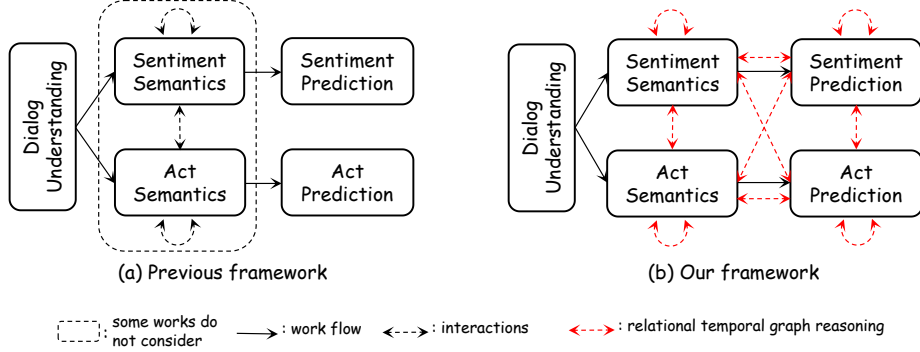 Dialog
Understanding
Sentiment
Semantics
Sentiment
Prediction
Act
Semantics
Act
Prediction
(a) Previous framework
Dialog
Understanding
Sentiment
Semantics
Sentiment
Prediction
Act
Semantics
Act
Prediction
(b) Our framework
: some works do
not consider
: work flow
: interactions
: relational temporal graph reasoning